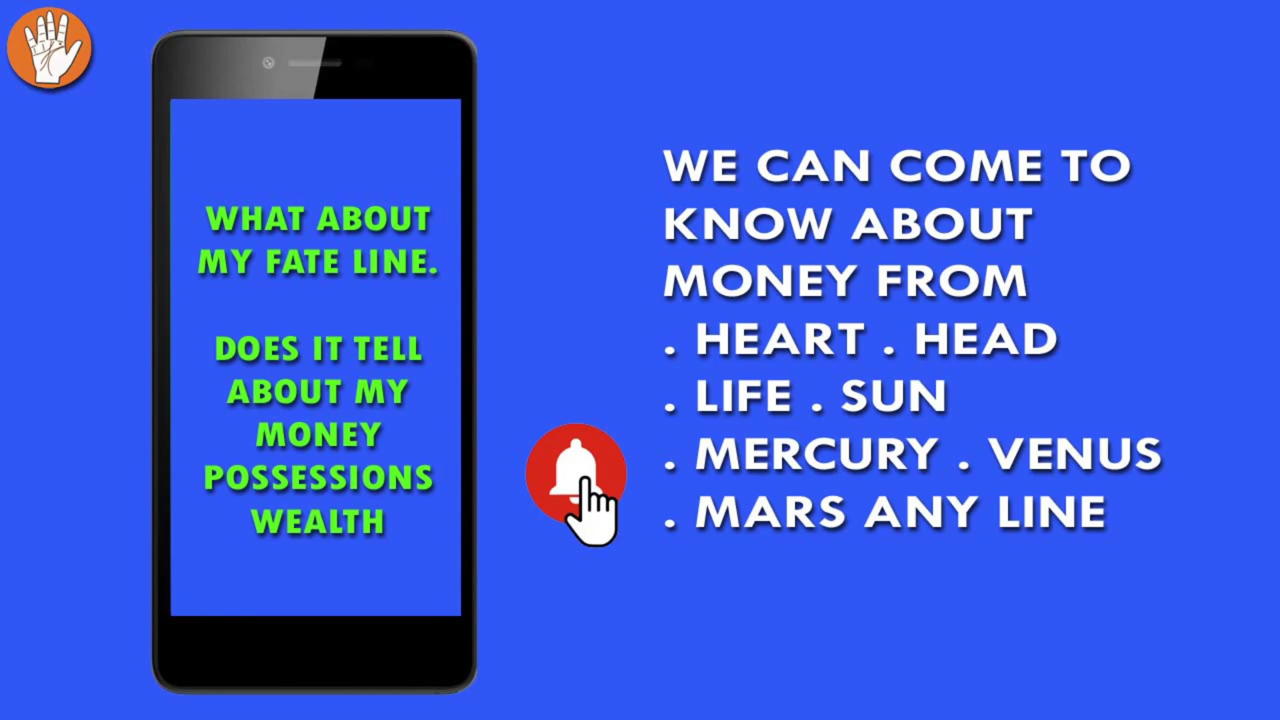 WHAT ABOUT
MY FATE LINE.
DOES IT TELL
ABOUT MY
MONEY
POSSESSIONS
WEALTH
WE CAN COME TO
KNOW ABOUT
MONEY FROM
. HEART . HEAD
. LIFE . SUN
. MERCURY . VENUS
. MARS ANY LINE